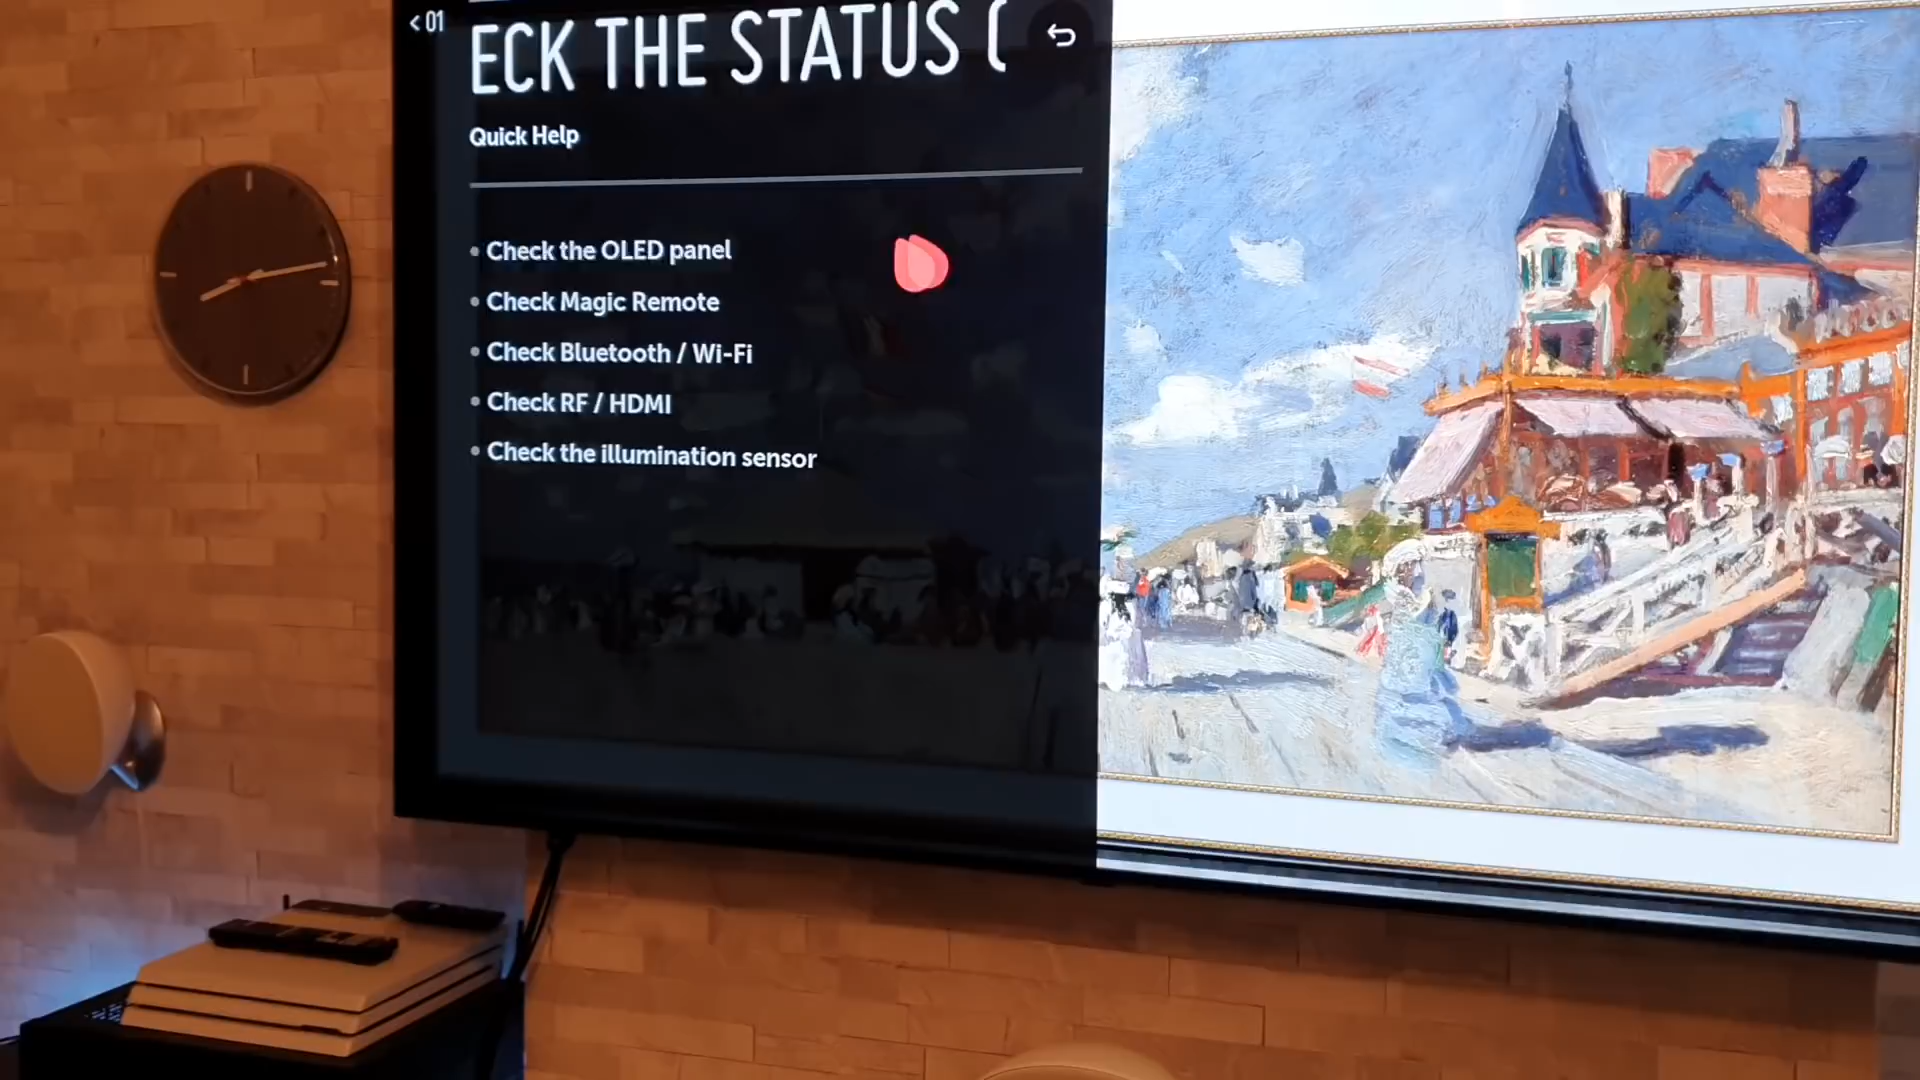 < 01
ECK THE STATUS (
Quick Help
• Check the OLED panel
• Check Magic Remote
• Check Bluetooth / Wi-Fi
• Check RF / HDMI
• Check the illumination sensor